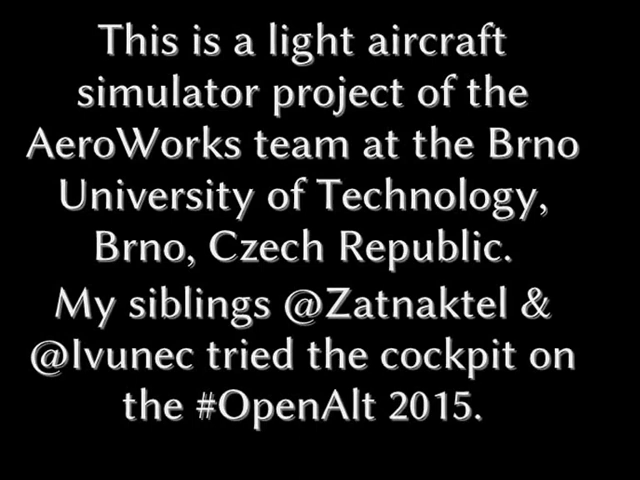 This is a light aircraft
simulator project of the
AeroWorks team at the Brno
University of Technology,
Brno, Czech Republic.
My siblings @Zatnaktel &
@Ivunec tried the cockpit on
the #OpenAlt 2015.